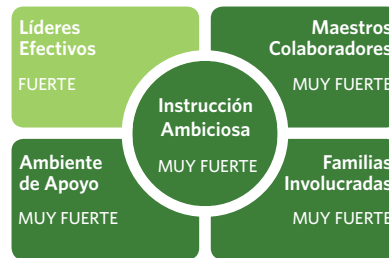 Líderes
Efectivos
FUERTE
Maestros
Colaboradores
MUY FUERTE
Instrucción
Ambiciosa
MUY FUERTE
Ambiente
de Apoyo
MUY FUERTE
Familias
Involucradas
MUY FUERTE